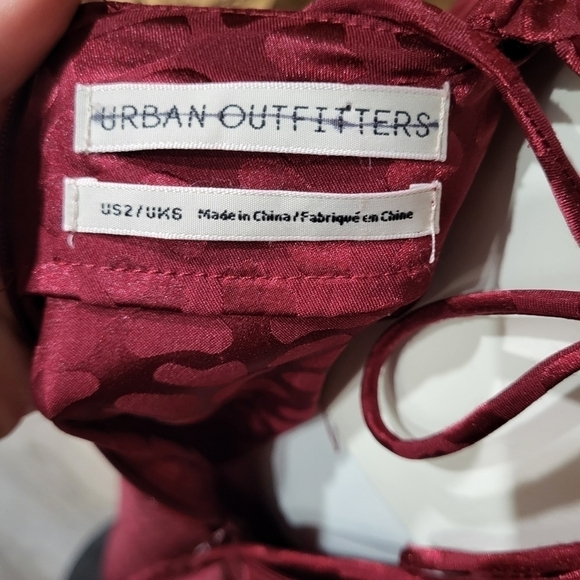 URBAN OUTFITTERS
US2/UK6 Made in China/Fabriqué en Chine